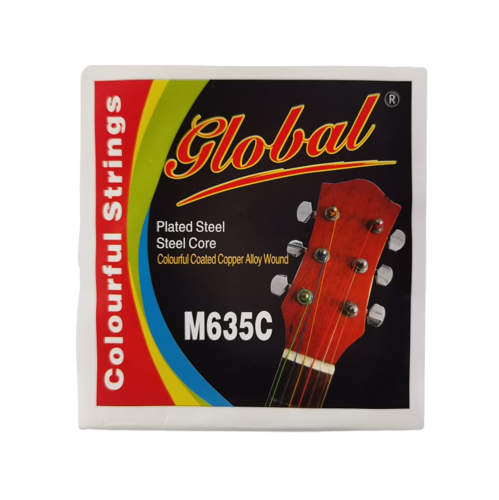 Colourful Strings
Global ®
Plated Steel
Steel Core
Colourful Coated Copper Alloy Wound
M635C